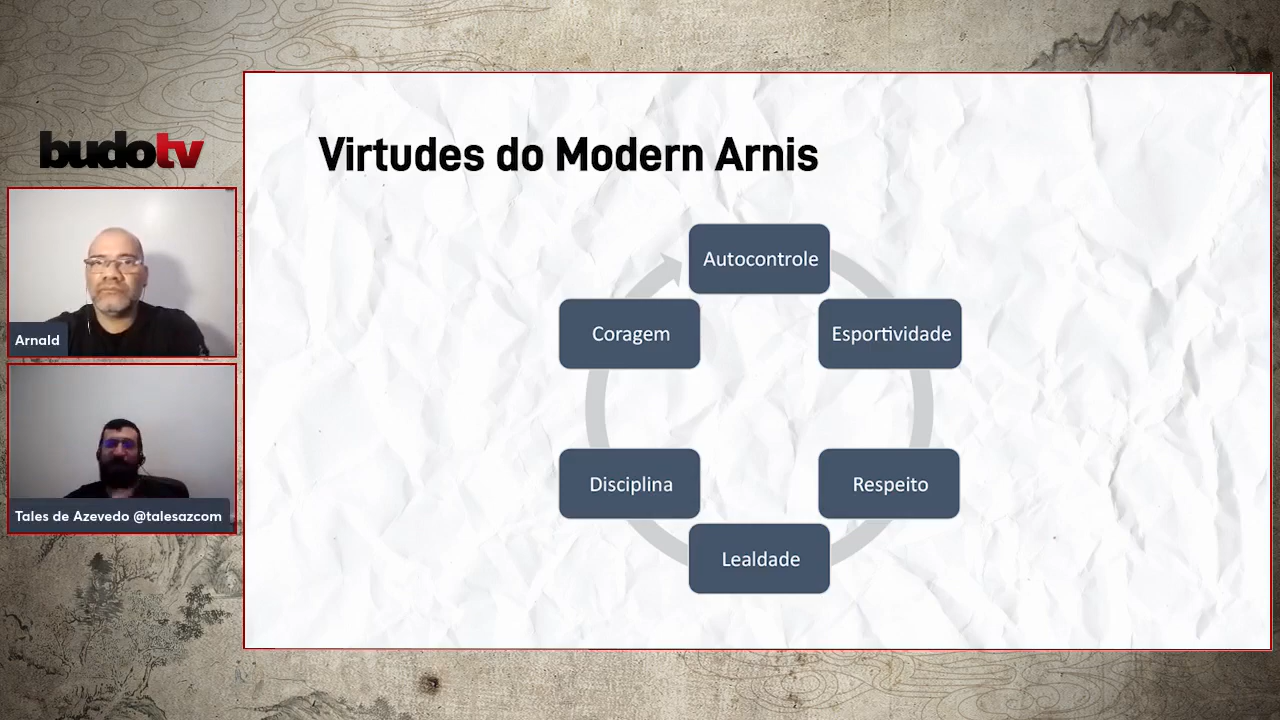 budotv
Arnald
Tales de Azevedo @talesazcom
Virtudes do Modern Arnis
Autocontrole
Esportividade
Respeito
Lealdade
Disciplina
Coragem